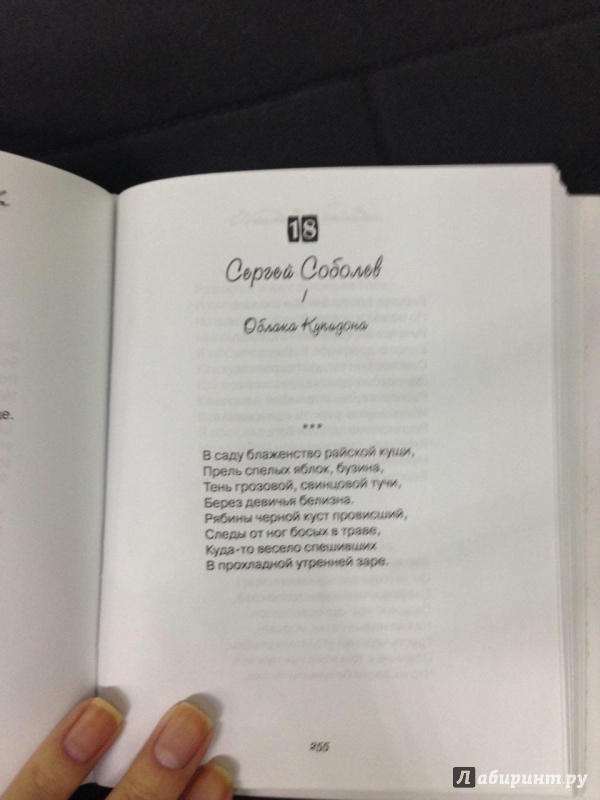 18
Сергей Соболев
/
Облака Купидона
***
В саду блаженство райской кущи,
Прель спелых яблок, бузина,
Тень грозовой, свинцовой тучи,
Берез девичья белизна.
Рябины черной куст провисший,
Следы от ног босых в траве,
Куда-то весело спешивших
В прохладной утренней заре.
255
Лабиринт.ру